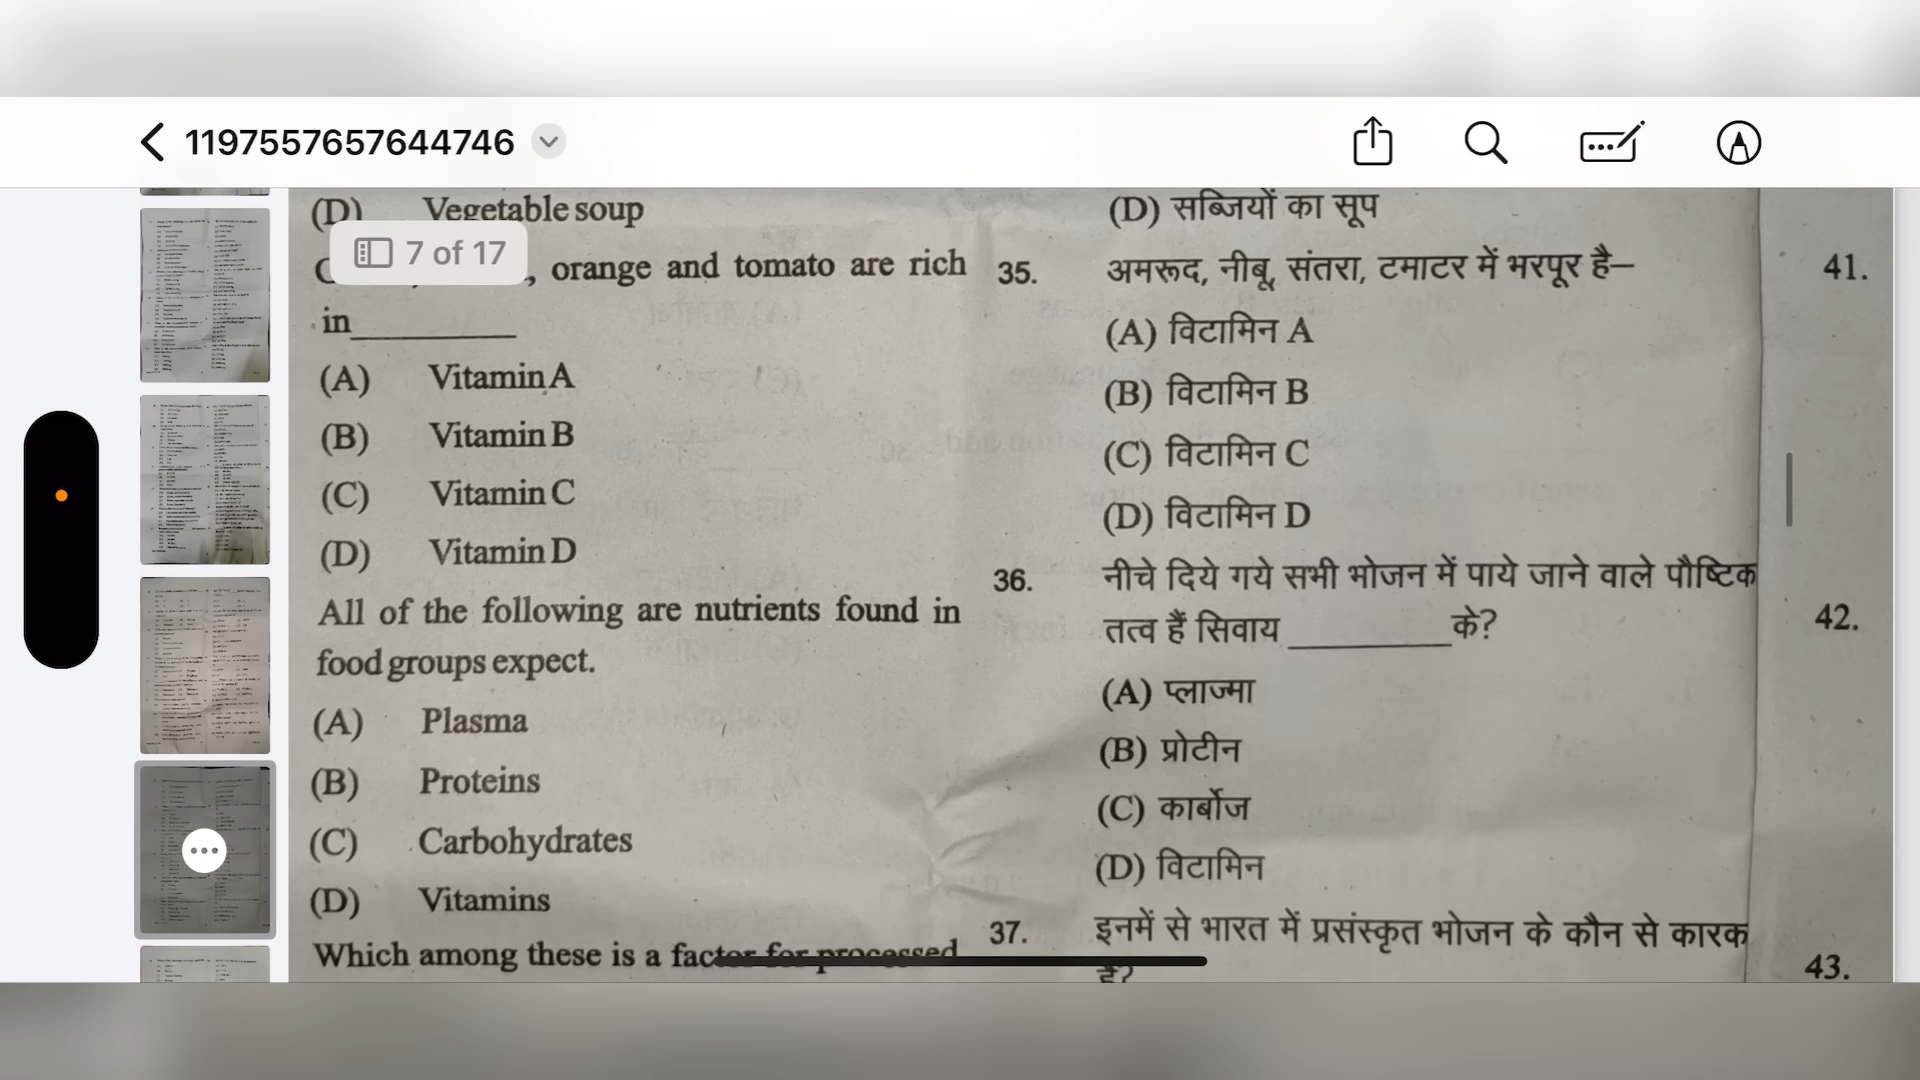 1197557657644746
7 of 17
(D) Vegetable soup
, orange and tomato are rich
in________
(A) Vitamin A
(B) Vitamin B
(C) Vitamin C
(D) Vitamin D
All of the following are nutrients found in
food groups expect.
(A) Plasma
(B) Proteins
(C) Carbohydrates
(D) Vitamins
Which among these is a factor for processed
(D) सब्जियों का सूप
35. अमरूद, नीबू, संतरा, टमाटर में भरपूर है–
(A) विटामिन A
(B) विटामिन B
(C) विटामिन C
(D) विटामिन D
36. नीचे दिये गये सभी भोजन में पाये जाने वाले पौष्टिक
तत्व हैं सिवाय ________के?
(A) प्लाज्मा
(B) प्रोटीन
(C) कार्बोज
(D) विटामिन
37. इनमें से भारत में प्रसंस्कृत भोजन के कौन से कारक
है?
41.
42.
43.